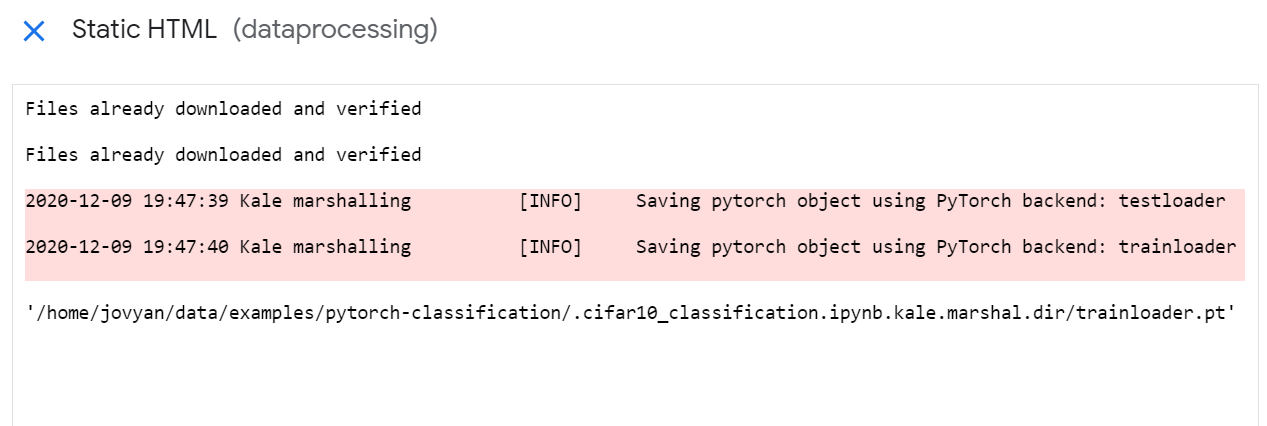 Static HTML (dataprocessing)
Files already downloaded and verified
Files already downloaded and verified
2020-12-09 19:47:39 Kale marshalling [INFO] Saving pytorch object using PyTorch backend: testloader
2020-12-09 19:47:40 Kale marshalling [INFO] Saving pytorch object using PyTorch backend: trainloader
'/home/jovyan/data/examples/pytorch-classification/.cifar10_classification.ipynb.kale.marshal.dir/trainloader.pt'